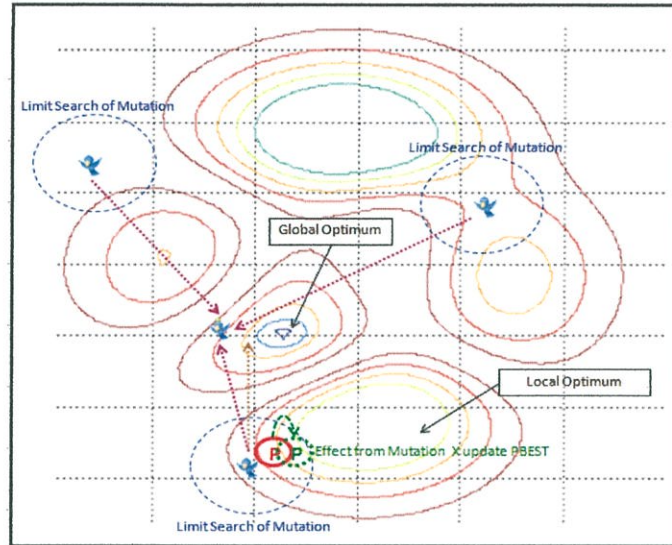 Limit Search of Mutation
Limit Search of Mutation
Global Optimum
Local Optimum
X
P P Effect from Mutation X update PBEST
Limit Search of Mutation